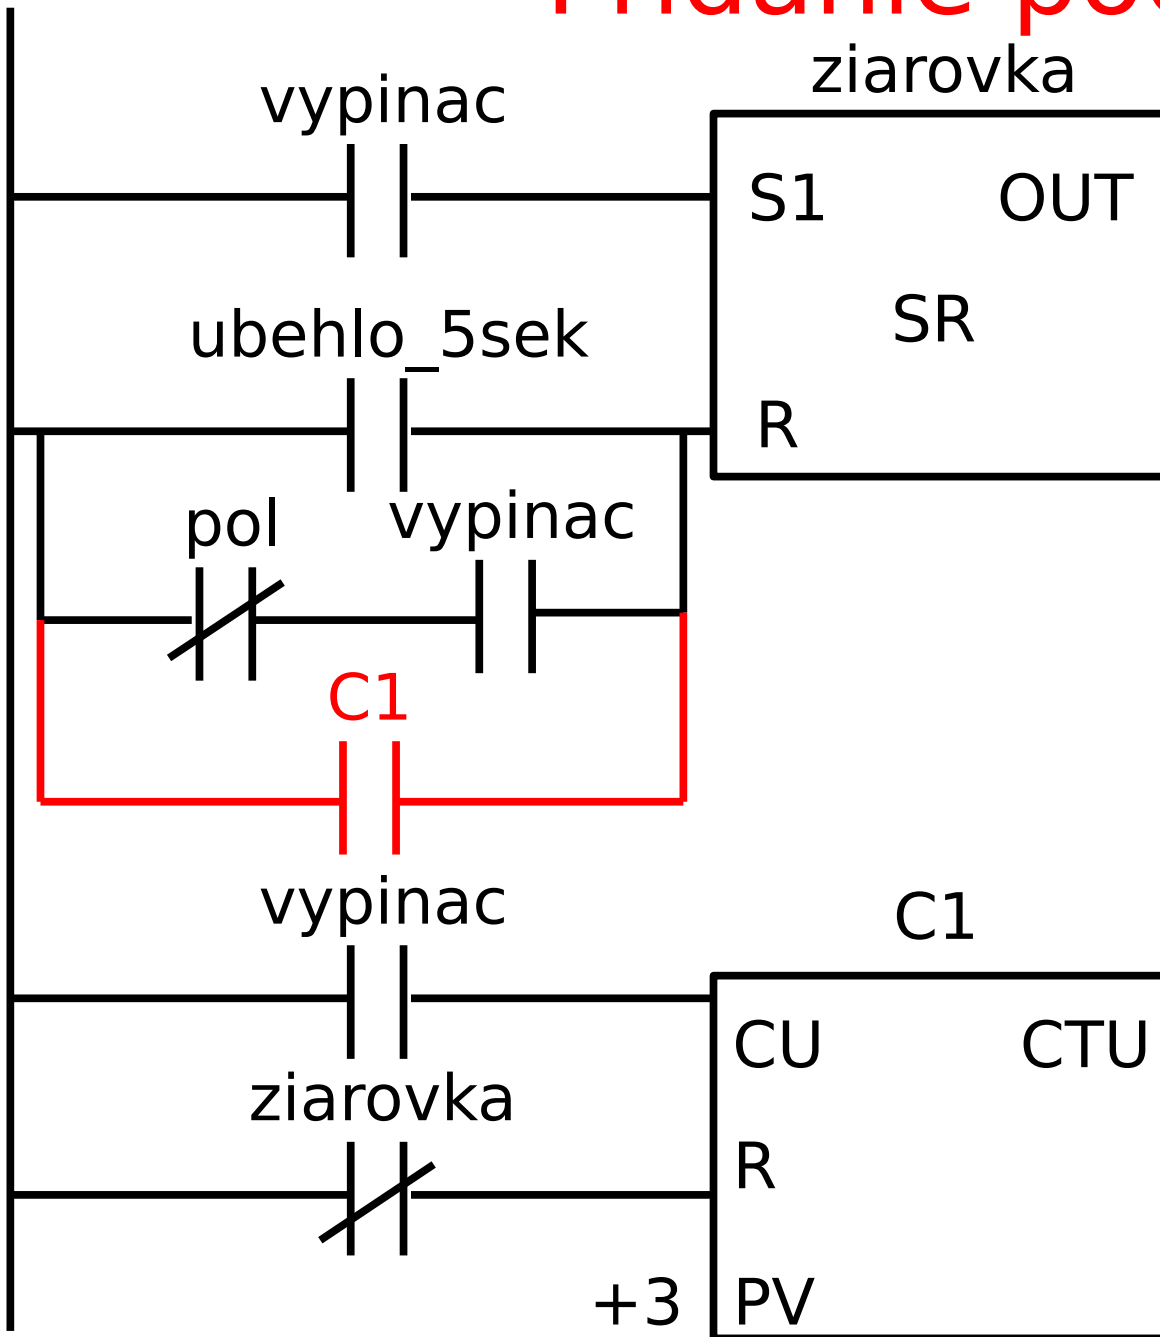 ziarovka
vypinac
S1 OUT
SR
ubehlo_5sek
R
pol vypinac
C1
vypinac
C1
CU CTU
ziarovka
R
+3 PV